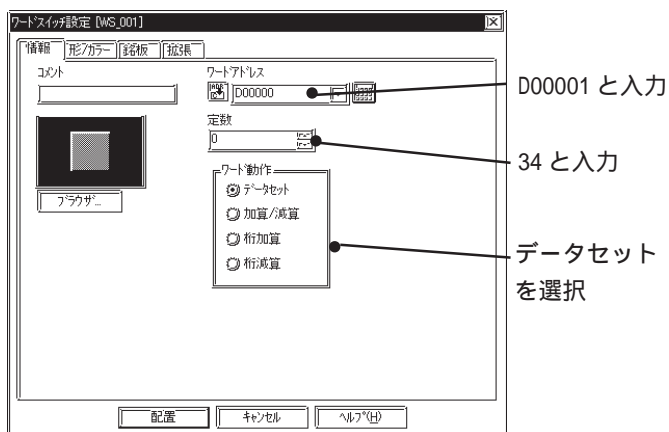 ワードスイッチ設定 [WS_001]
情報 形/カラー 銘板 拡張
コメント
ワードアドレス
D00000
D00001 と入力
定数
0
34 と入力
ブラウザ...
ワード動作
データセット
加算/減算
桁加算
桁減算
データセット
を選択
配置 キャンセル ヘルプ(H)